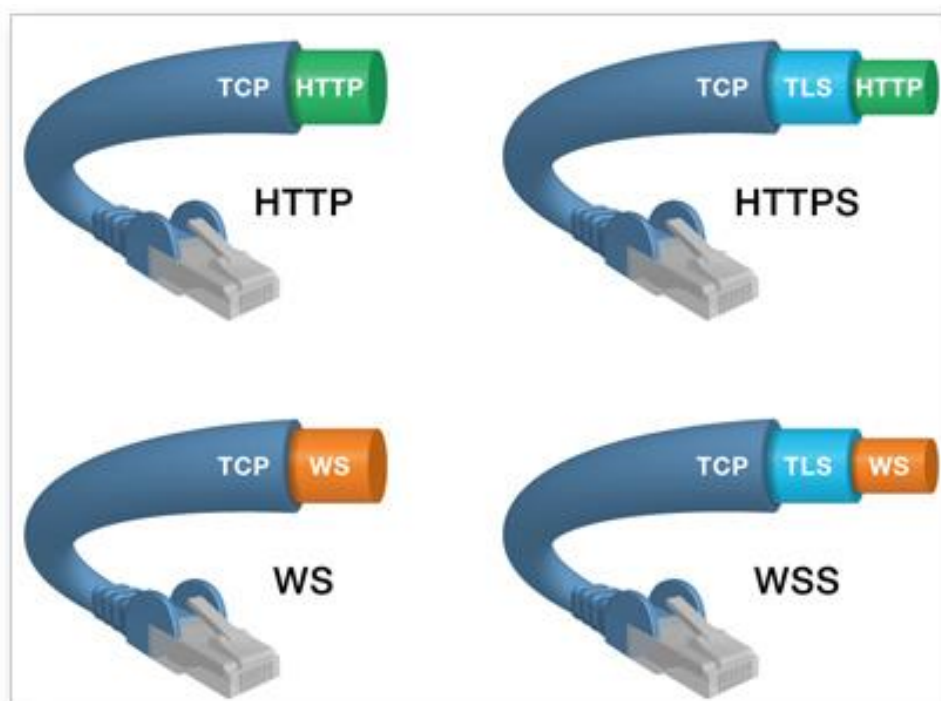 TCP HTTP
HTTP
TCP TLS HTTP
HTTPS
TCP WS
WS
TCP TLS WS
WSS